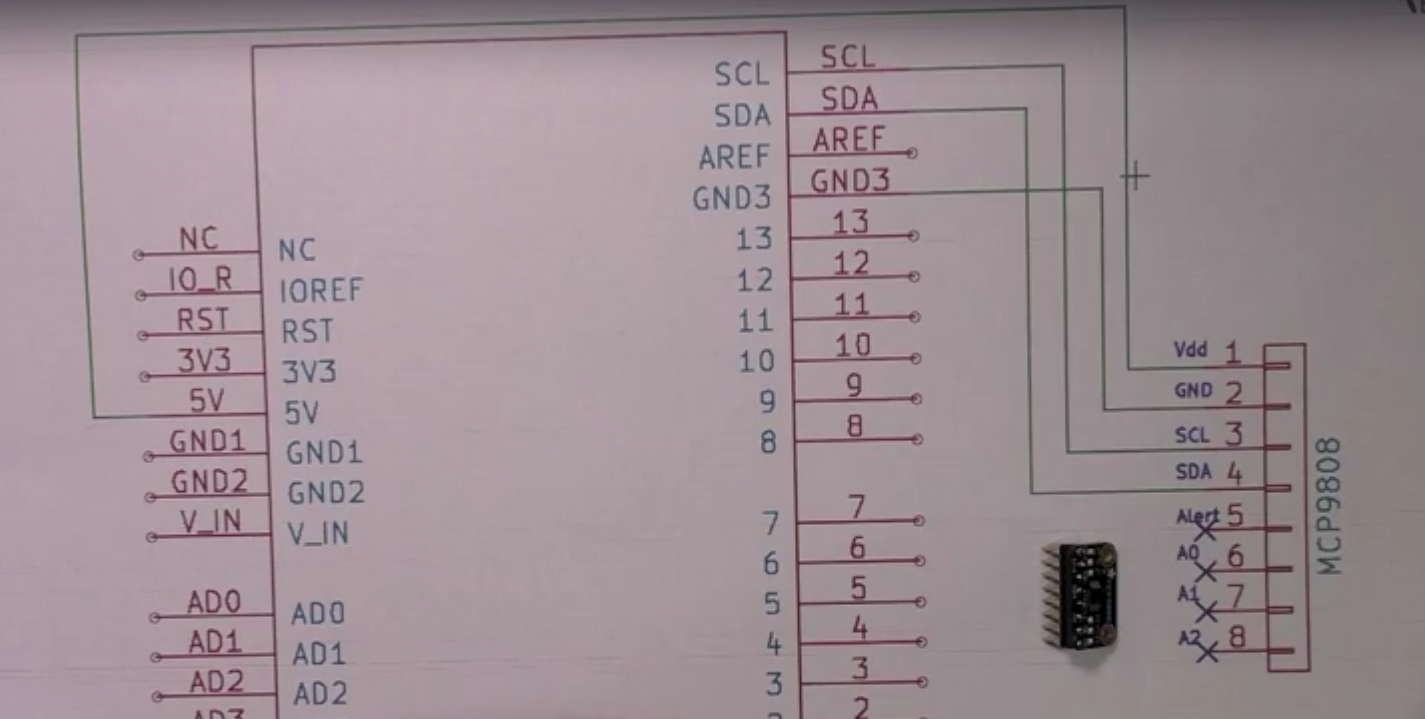 SCL
SDA
AREF
GND3
13
12
11
10
9
8
7
6
5
4
3
2
SCL
SDA
AREF
GND3
13
12
11
10
9
8
7
6
5
4
3
NC
IO_R
RST
3V3
5V
GND1
GND2
V_IN
AD0
AD1
AD2
AD3
NC
IOREF
RST
3V3
5V
GND1
GND2
V_IN
AD0
AD1
AD2
Vdd 1
GND 2
SCL 3
SDA 4
Alert 5
A0 6
A1 7
A2 8
MCP9808